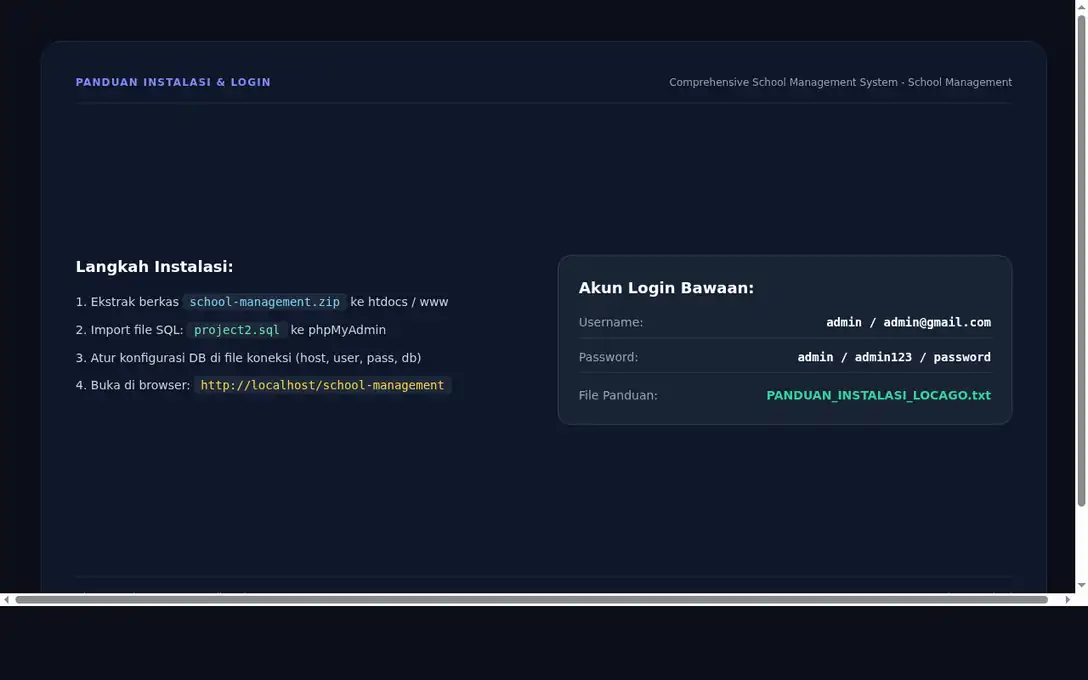 PANDUAN INSTALASI & LOGIN
Comprehensive School Management System - School Management
Langkah Instalasi:
1. Ekstrak berkas school-management.zip ke htdocs / www
2. Import file SQL: project2.sql ke phpMyAdmin
3. Atur konfigurasi DB di file koneksi (host, user, pass, db)
4. Buka di browser: http://localhost/school-management
Akun Login Bawaan:
Username: admin / admin@gmail.com
Password: admin / admin123 / password
File Panduan: PANDUAN_INSTALASI_LOCAGO.txt